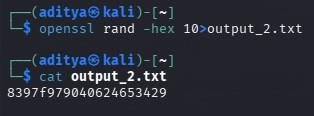 ┌──(aditya㉿kali)-[~]
└─$ openssl rand -hex 10>output_2.txt
┌──(aditya㉿kali)-[~]
└─$ cat output_2.txt
8397f979040624653429